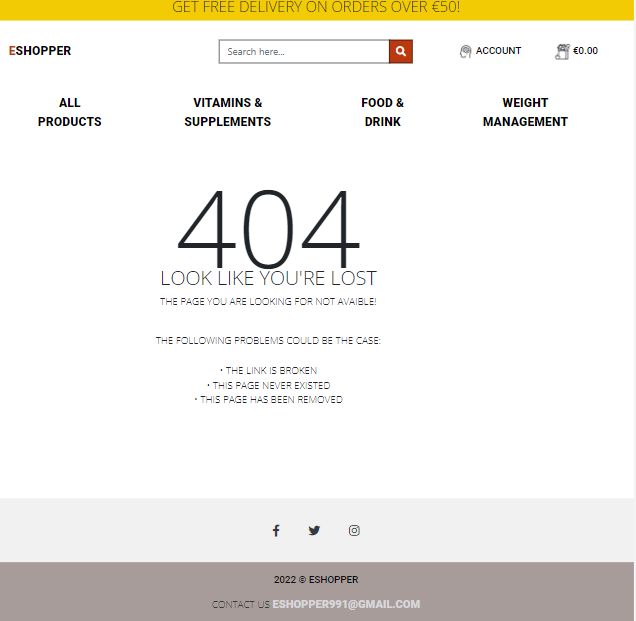 GET FREE DELIVERY ON ORDERS OVER €50!
ESHOPPER
Search here...
ACCOUNT
€0.00
ALL
PRODUCTS
VITAMINS &
SUPPLEMENTS
FOOD &
DRINK
WEIGHT
MANAGEMENT
404
LOOK LIKE YOU'RE LOST
THE PAGE YOU ARE LOOKING FOR NOT AVAIBLE!
THE FOLLOWING PROBLEMS COULD BE THE CASE:
• THE LINK IS BROKEN
• THIS PAGE NEVER EXISTED
• THIS PAGE HAS BEEN REMOVED
2022 © ESHOPPER
CONTACT US ESHOPPER991@GMAIL.COM